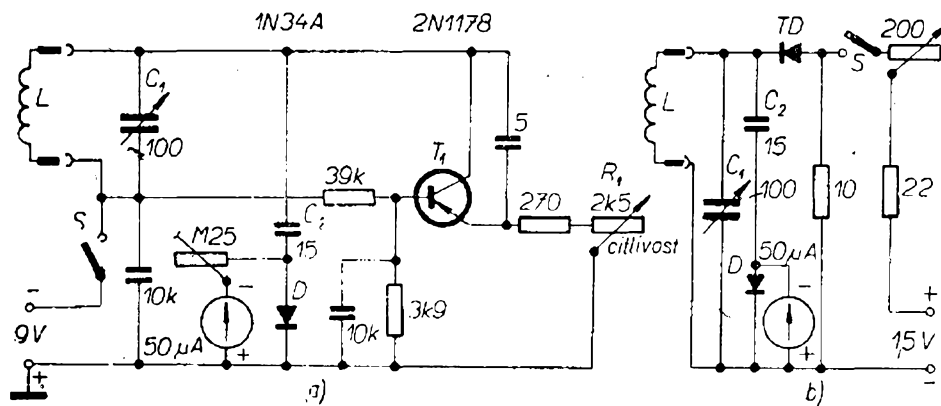 1N34A
2N1178
L
C₁
100
S
10k
9V
-
+
39k
M25
C₂
15
D
50μA
-
+
T₁
5
270
R₁
2k5
citlivost
10k
3k9
a)
TD
S
200
L
C₂
15
C₁
100
10
22
D
50μA
-
+
+
1,5V
-
b)